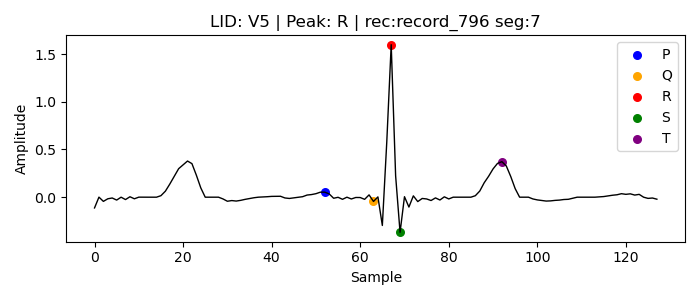 LID: V5 | Peak: R | rec:record_796 seg:7
Amplitude
1.5
1.0
0.5
0.0
P
Q
R
S
T
0 20 40 60 80 100 120
Sample